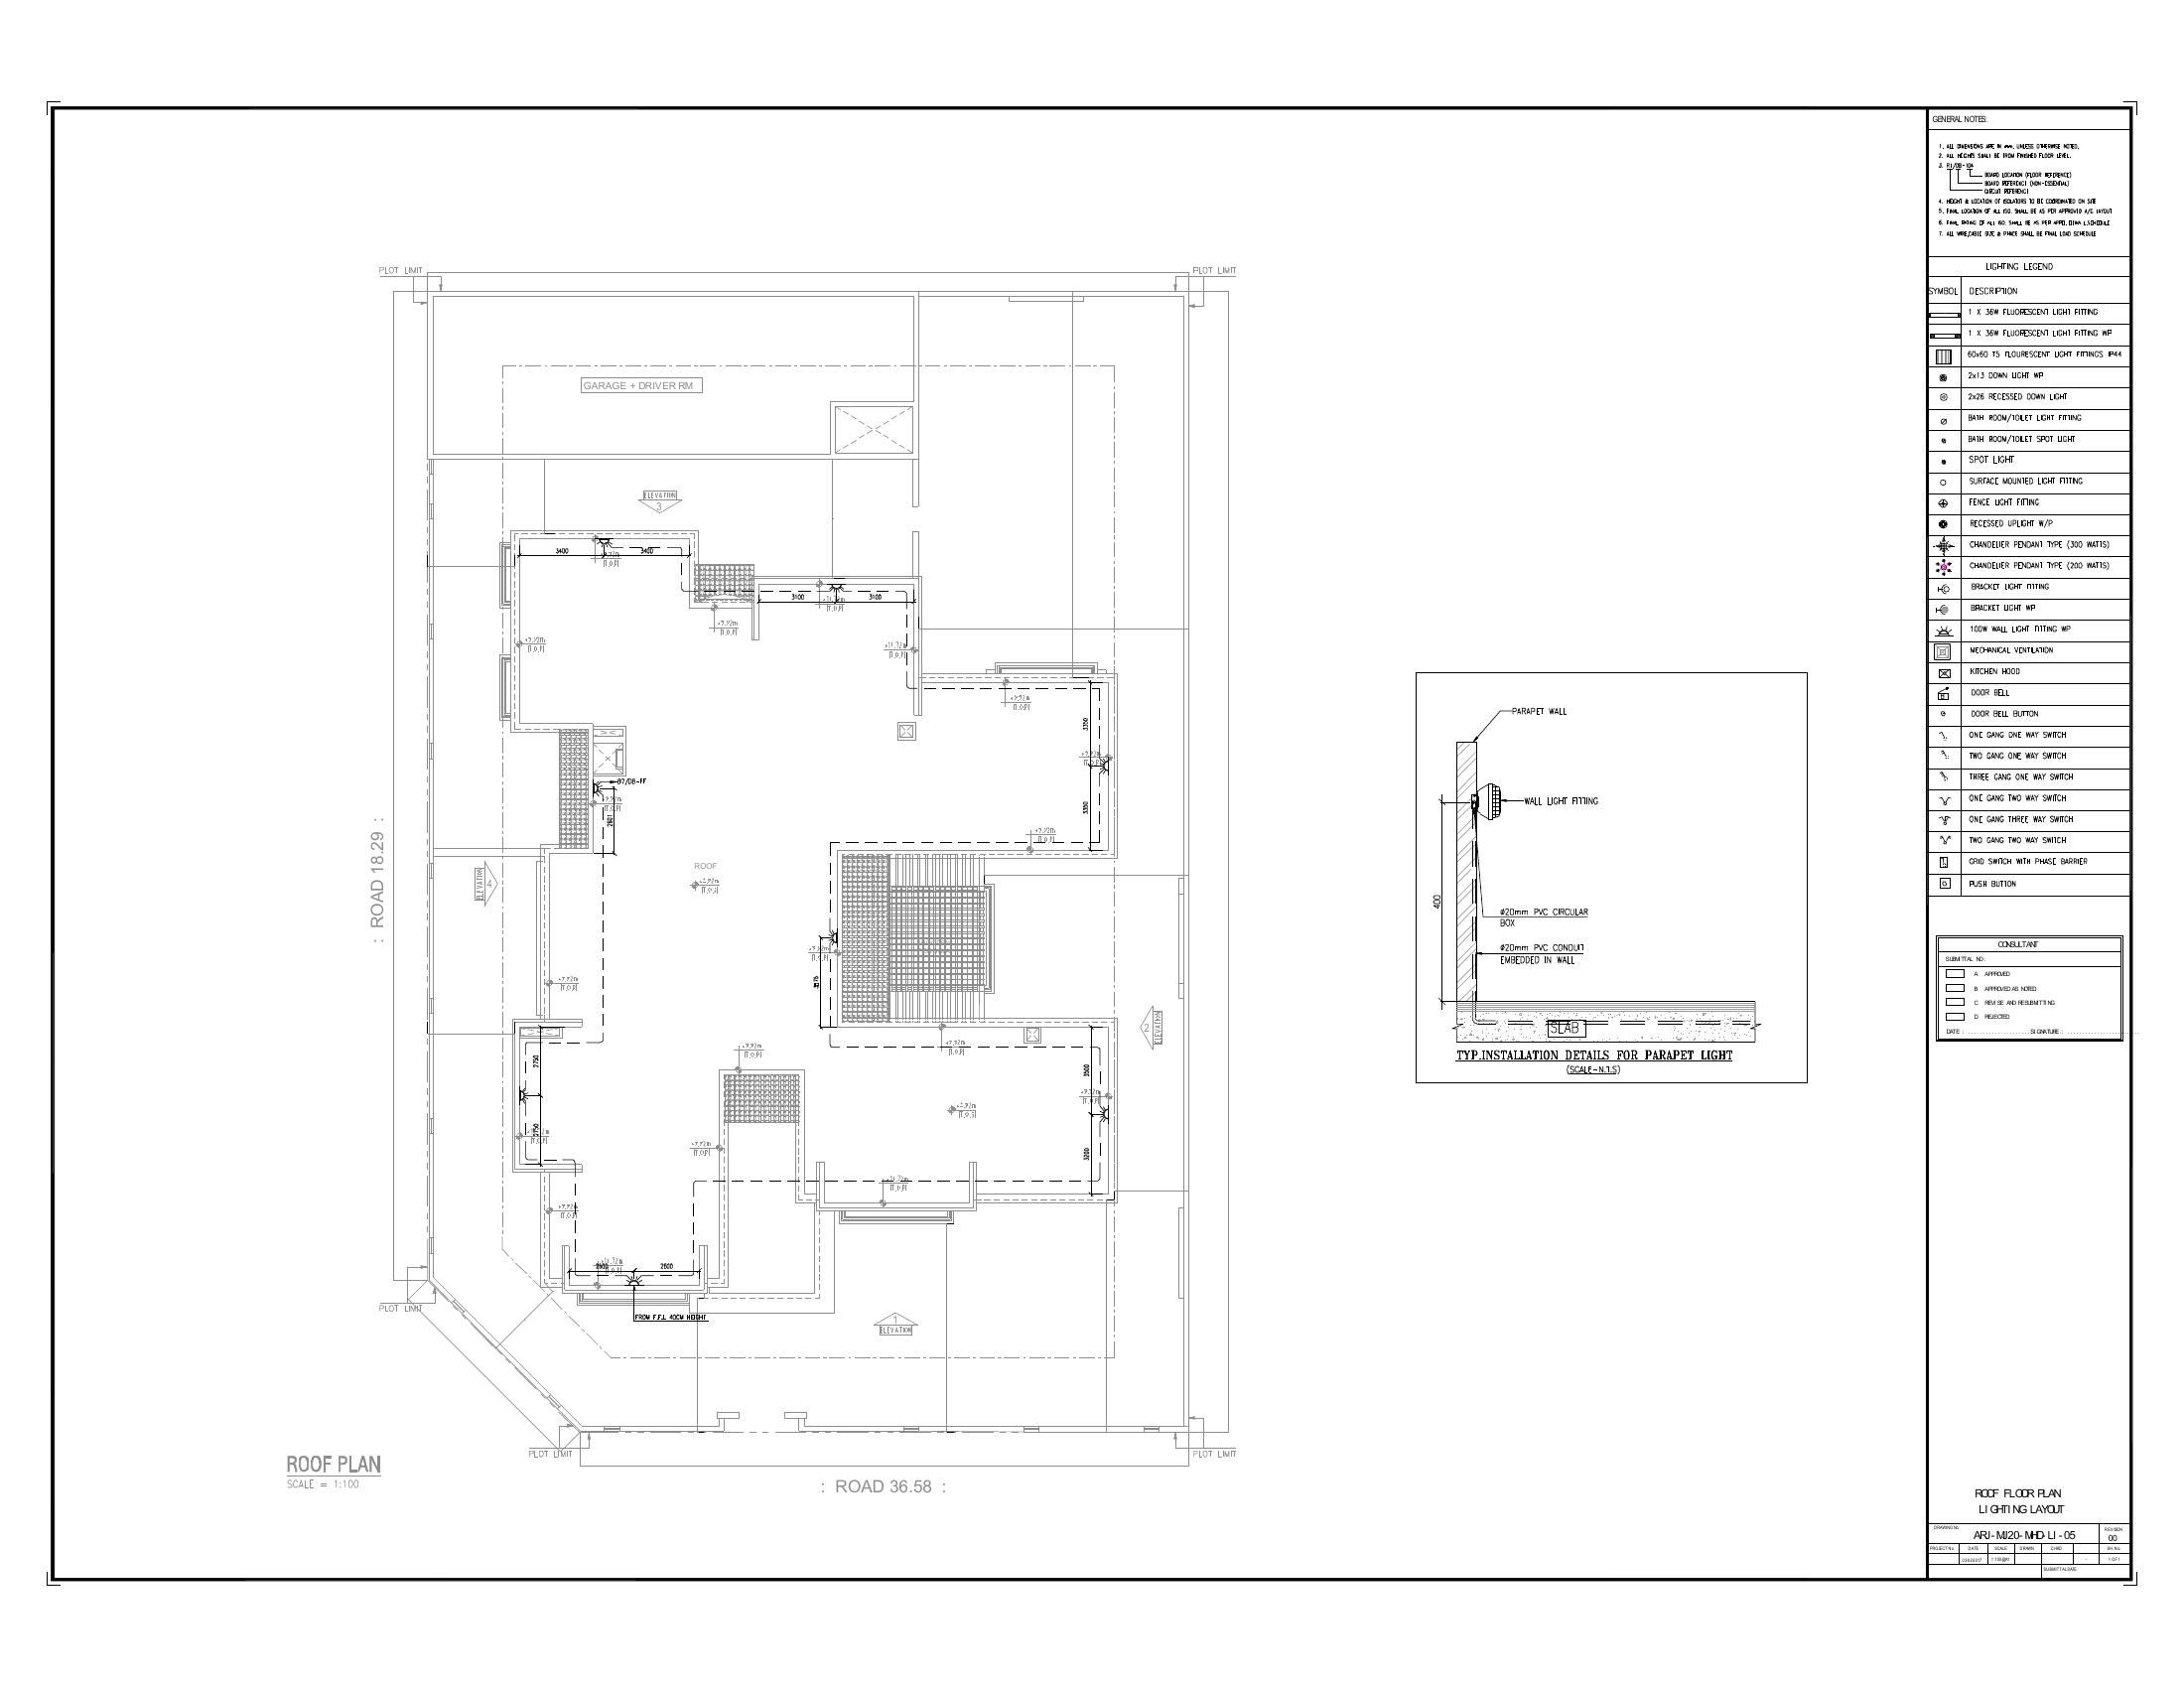 PLOT LIMIT
PLOT LIMIT
GARAGE + DRIVER RM
ELEVATION
3
3400
3400
[T.O.P]
3100
3100
[T.O.P]
[T.O.P]
[T.O.P]
[T.O.P]
[T.O.P]
3350
[T.O.P]
3350
[T.O.P]
ROOF
[T.O.S]
: ROAD 18.29 :
ELEVATION
4
[T.O.P]
[T.O.P]
ELEVATION
2
2750
2750
[T.O.P]
[T.O.P]
[T.O.P]
3500
3200
[T.O.P]
[T.O.S]
[T.O.P]
[T.O.P]
[T.O.P]
2600
FROM F.F.L 40CM HEIGHT
1
ELEVATION
PLOT LIMIT
PLOT LIMIT
PLOT LIMIT
ROOF PLAN
SCALE = 1:100
: ROAD 36.58 :
PARAPET WALL
WALL LIGHT FITTING
400
Ø20mm PVC CIRCULAR
BOX
Ø20mm PVC CONDUIT
EMBEDDED IN WALL
SLAB
TYP.INSTALLATION DETAILS FOR PARAPET LIGHT
(SCALE-N.T.S)
GENERAL NOTES:
1. ALL DIMENSIONS ARE IN mm. UNLESS OTHERWISE NOTED.
2. ALL HEIGHTS SHALL BE FROM FINISHED FLOOR LEVEL.
3. R1/DB-10A
BOARD LOCATION (FLOOR REFERENCE)
BOARD REFERENCE (NON-ESSENTIAL)
CIRCUIT REFERENCE
4. HEIGHT & LOCATION OF ISOLATORS TO BE COORDINATED ON SITE
5. FINAL LOCATION OF ALL ISO. SHALL BE AS PER APPROVED A/C LAYOUT
6. FINAL RATING OF ALL ISO. SHALL BE AS PER
7. ALL WIRE,CABLE SIZE & PHASE SHALL BE FINAL LOAD SCHEDULE
LIGHTING LEGEND
SYMBOL DESCRIPTION
1 X 36W FLUORESCENT LIGHT FITTING
1 X 36W FLUORESCENT LIGHT FITTING WP
60x60 T5 FLOURESCENT LIGHT FITTINGS IP44
2x13 DOWN LIGHT WP
2x26 RECESSED DOWN LIGHT
BATH ROOM/TOILET LIGHT FITTING
BATH ROOM/TOILET SPOT LIGHT
SPOT LIGHT
SURFACE MOUNTED LIGHT FITTING
FENCE LIGHT FITTING
RECESSED UPLIGHT W/P
CHANDELIER PENDANT TYPE (300 WATTS)
CHANDELIER PENDANT TYPE (200 WATTS)
BRACKET LIGHT FITTING
BRACKET LIGHT WP
100W WALL LIGHT FITTING WP
MECHANICAL VENTILATION
KITCHEN HOOD
DOOR BELL
DOOR BELL BUTTON
ONE GANG ONE WAY SWITCH
TWO GANG ONE WAY SWITCH
THREE GANG ONE WAY SWITCH
ONE GANG TWO WAY SWITCH
ONE GANG THREE WAY SWITCH
TWO GANG TWO WAY SWITCH
GRID SWITCH WITH PHASE BARRIER
PUSH BUTTON
CONSULTANT
SUBMITTAL NO.:
A APPROVED
B APPROVED AS NOTED
C REVISE AND RESUBMITTING
D REJECTED
DATE : SIGNATURE :
ROOF FLOOR PLAN
LIGHTING LAYOUT
DRAWING No. REVISION
ARJ-MJ20-MHD-LI-05 00
PROJECT No. DATE SCALE DRAWN CHKD SH. No.
1 OF 1
SUBMITTAL DATE